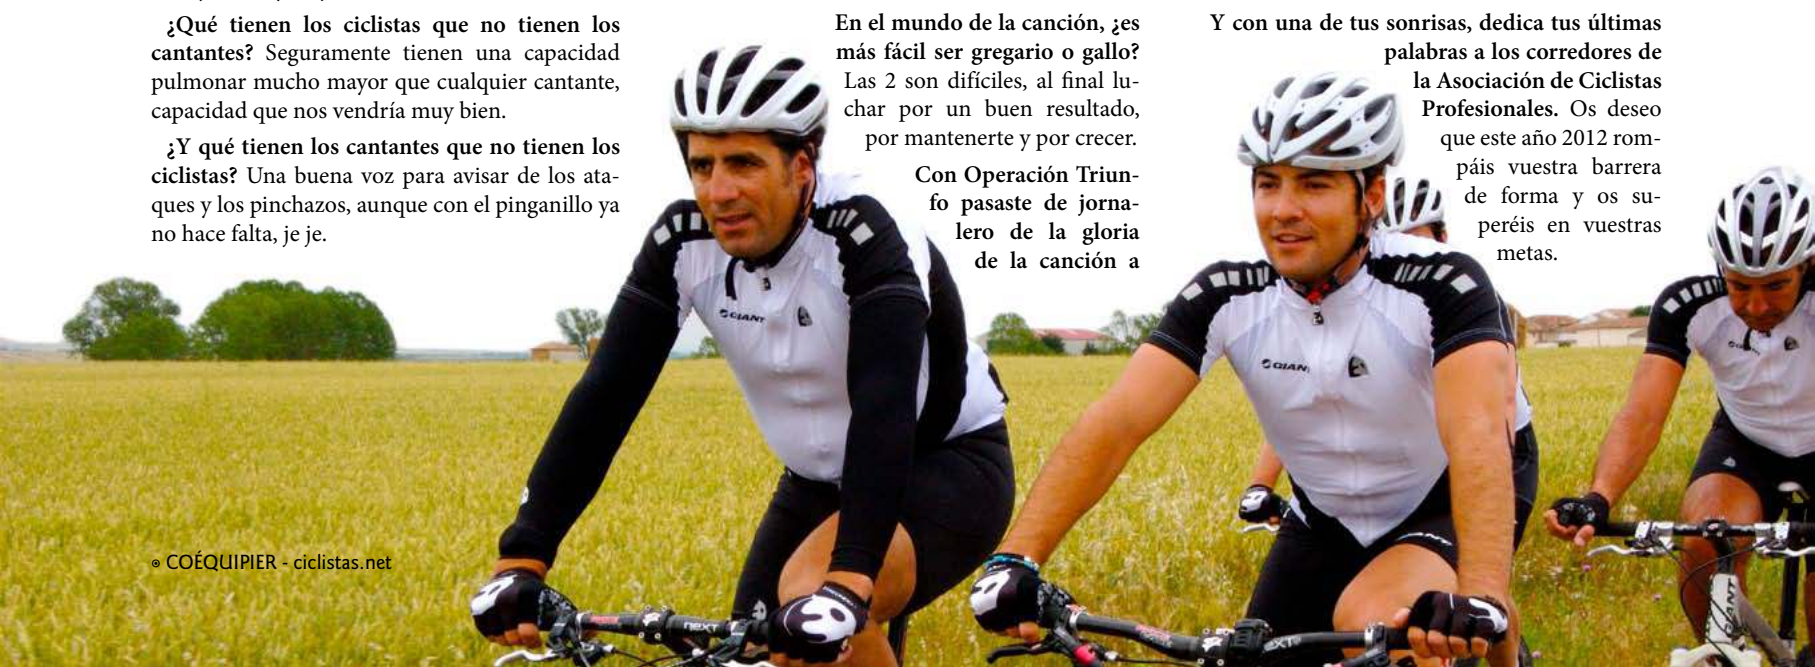 ¿Qué tienen los ciclistas que no tienen los
cantantes? Seguramente tienen una capacidad
pulmonar mucho mayor que cualquier cantante,
capacidad que nos vendría muy bien.
¿Y qué tienen los cantantes que no tienen los
ciclistas? Una buena voz para avisar de los ata-
ques y los pinchazos, aunque con el pinganillo ya
no hace falta, je je.
En el mundo de la canción, ¿es
más fácil ser gregario o gallo?
Las 2 son difíciles, al final lu-
char por un buen resultado,
por mantenerte y por crecer.
Con Operación Triun-
fo pasaste de jorna-
lero de la gloria
de la canción a
Y con una de tus sonrisas, dedica tus últimas
palabras a los corredores de
la Asociación de Ciclistas
Profesionales. Os deseo
que este año 2012 rom-
páis vuestra barrera
de forma y os su-
peréis en vuestras
metas.
GIANT
GIANT
NEXT
GIANT
GIANT
© COÉQUIPIER - ciclistas.net